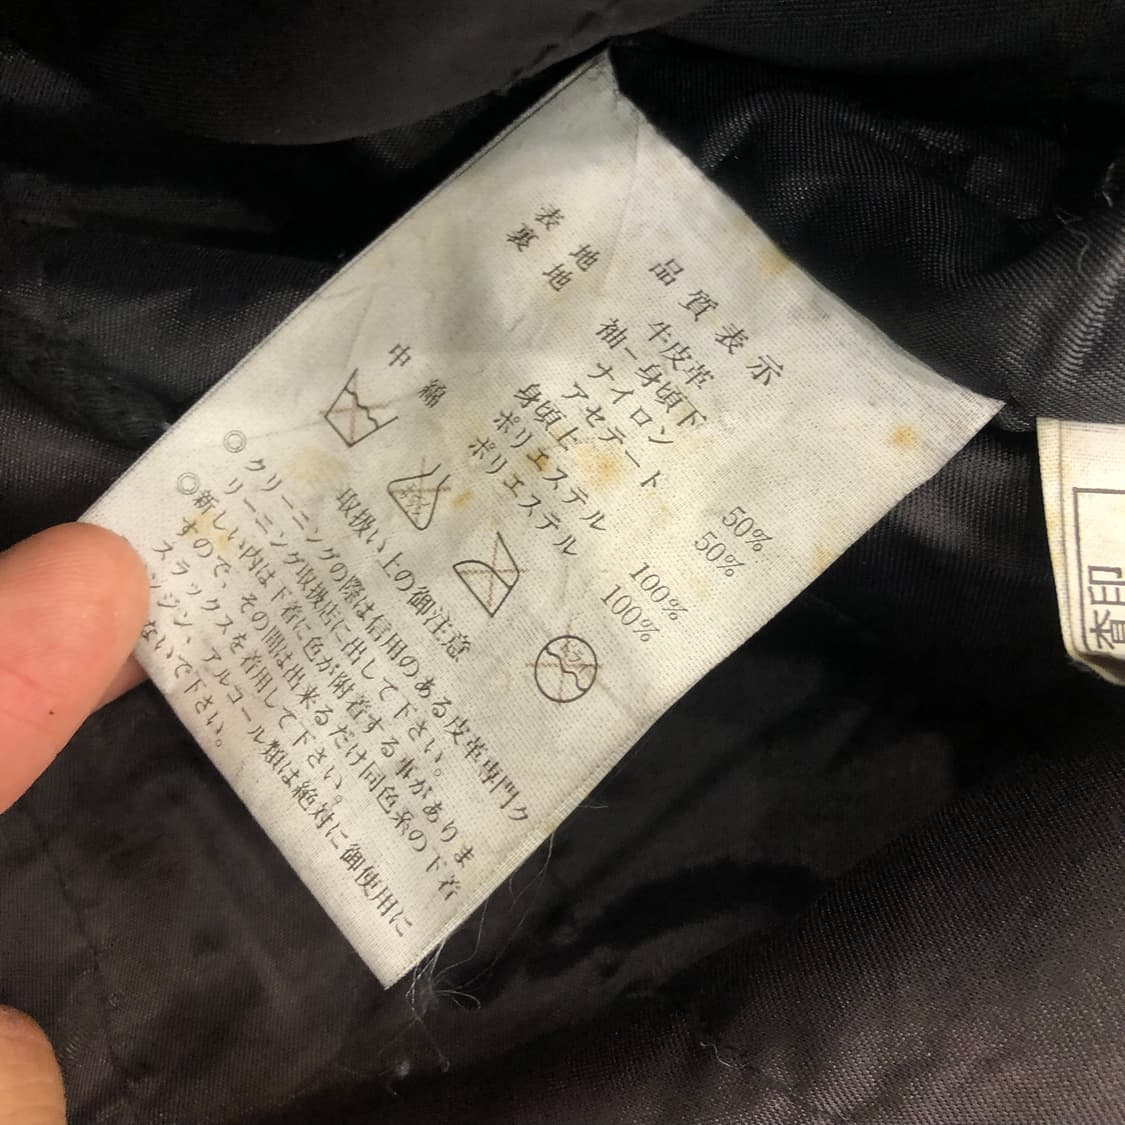 品質表示
表地 牛皮革
裏地 袖-身頃下
ナイロン 50%
アセテート 50%
身頃上
ポリエステル 100%
中綿 ポリエステル 100%
取扱い上の御注意
◎クリーニングの際は信用のある皮革専門ク
リーニング取扱店に出して下さい。
◎新しい内は下着に色が附着する事がありま
すので、その間は出来るだけ同色系の下着
スラックスを着用して下さい。
ンジン、アルコール類は絶対に御使用に
ないで下さい。
査印